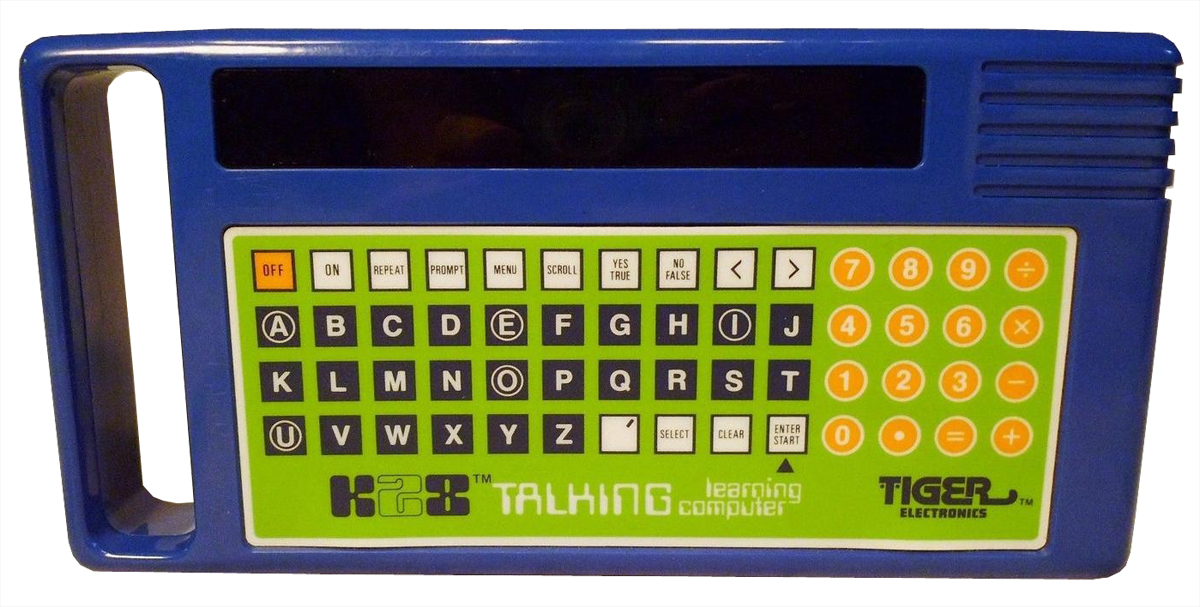 OFF ON REPEAT PROMPT MENU SCROLL YES TRUE NO FALSE < > 7 8 9 ÷
A B C D E F G H I J 4 5 6 ×
K L M N O P Q R S T 1 2 3 −
U V W X Y Z ′ SELECT CLEAR ENTER START 0 • = +
K28™ TALKING learning computer TIGER™ ELECTRONICS